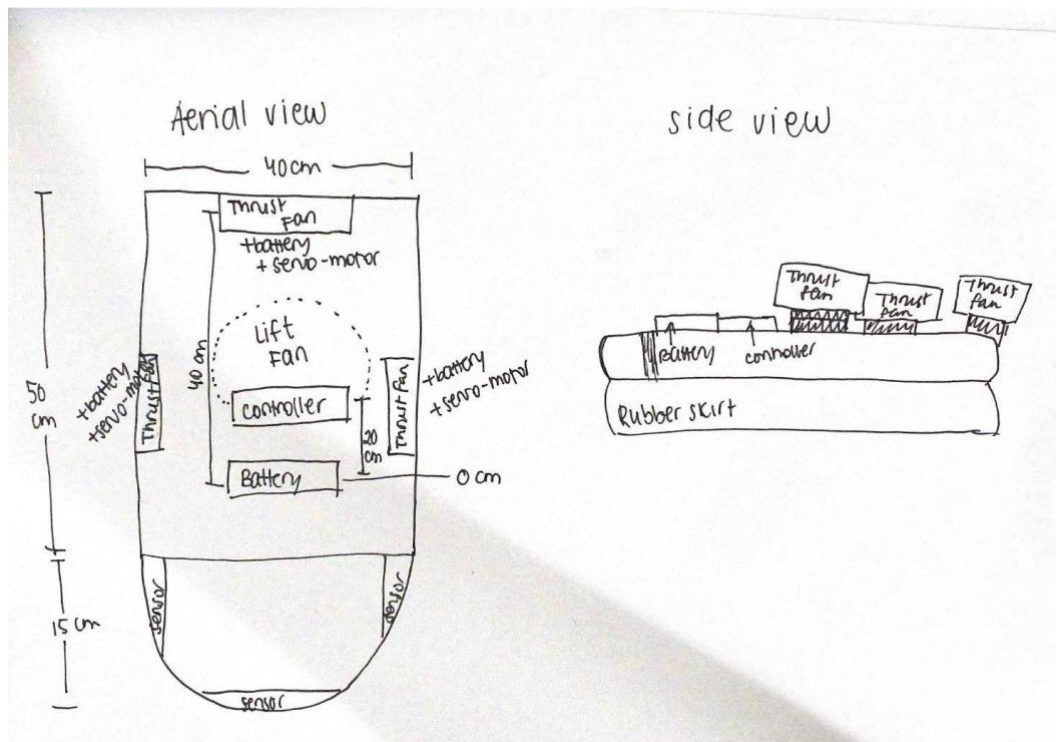 Aerial view
40cm
Thrust
Fan
+battery
+servo-motor
Lift
Fan
40 cm
50
cm
+battery
+servo-motor
Thrust Fan
Controller
Thrust Fan
+battery
+servo-motor
20
cm
Battery
0 cm
15 cm
sensor
sensor
sensor
side view
Thrust
fan
Thrust
fan
Thrust
fan
Battery
controller
Rubber skirt